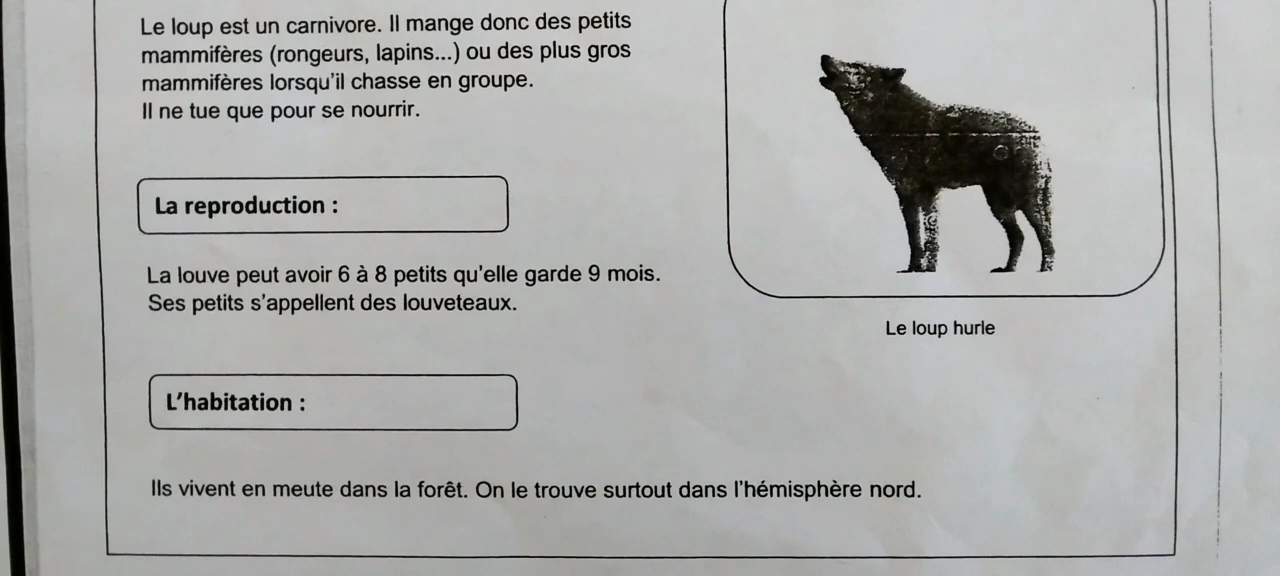 Le loup est un carnivore. Il mange donc des petits
mammifères (rongeurs, lapins...) ou des plus gros
mammifères lorsqu'il chasse en groupe.
Il ne tue que pour se nourrir.
La reproduction :
La louve peut avoir 6 à 8 petits qu'elle garde 9 mois.
Ses petits s'appellent des louveteaux.
Le loup hurle
L'habitation :
Ils vivent en meute dans la forêt. On le trouve surtout dans l'hémisphère nord.